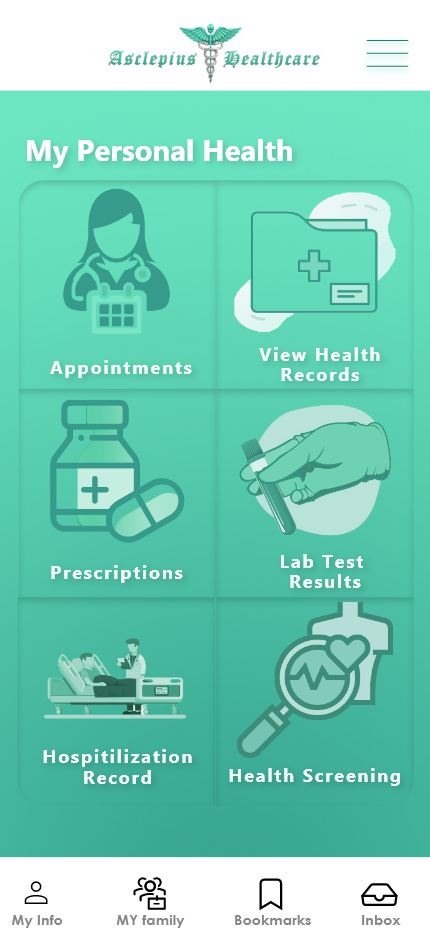 Asclepius Healthcare
My Personal Health
Appointments
View Health
Records
Prescriptions
Lab Test
Results
Hospitilization
Record
Health Screening
My Info
MY family
Bookmarks
Inbox